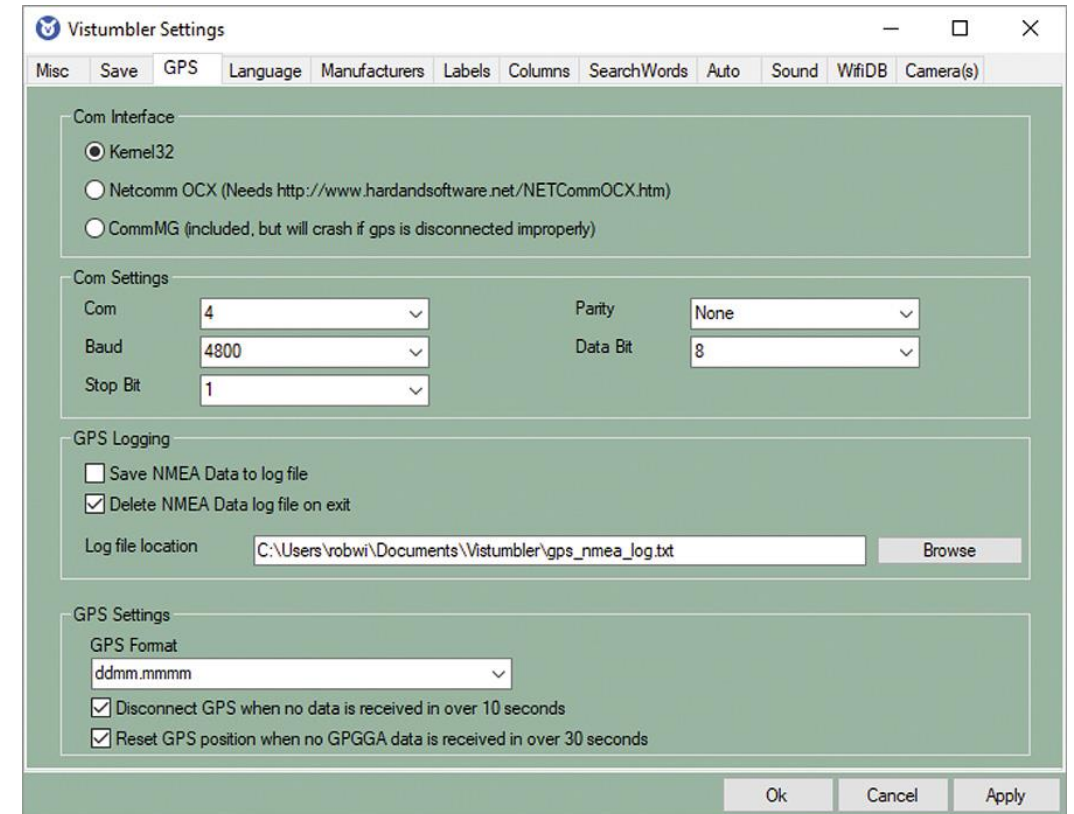 Vistumbler Settings
Misc Save GPS Language Manufacturers Labels Columns SearchWords Auto Sound WifiDB Camera(s)
Com Interface
Kernel32
Netcomm OCX (Needs http://www.hardandsoftware.net/NETCommOCX.htm)
CommMG (included, but will crash if gps is disconnected improperly)
Com Settings
Com 4 Parity None
Baud 4800 Data Bit 8
Stop Bit 1
GPS Logging
Save NMEA Data to log file
Delete NMEA Data log file on exit
Log file location C:\Users\robwi\Documents\Vistumbler\gps_nmea_log.txt Browse
GPS Settings
GPS Format
ddmm.mmmm
Disconnect GPS when no data is received in over 10 seconds
Reset GPS position when no GPGGA data is received in over 30 seconds
Ok Cancel Apply